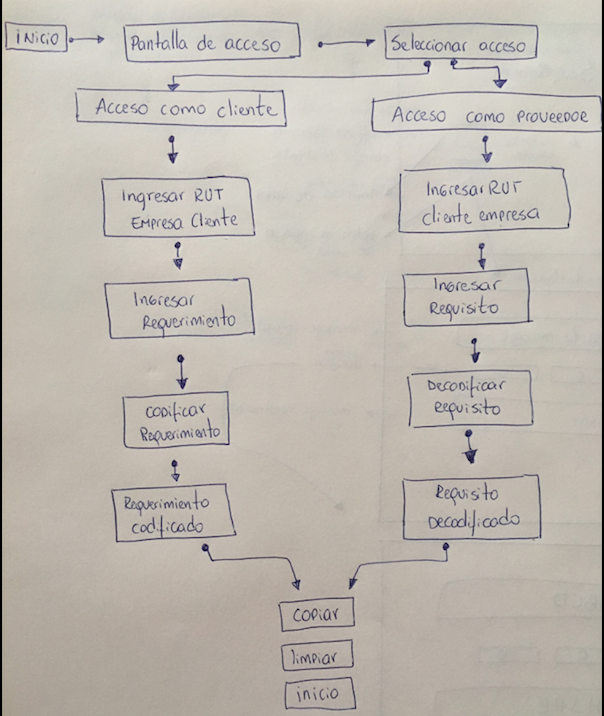 iNicio
Pantalla de acceso
Seleccionar acceso
Acceso como cliente
Acceso como PROVEEDOE
Ingresar RUT
EMPresa Cliente
Ingresar RUT
cliente empresa
Ingresar
Requerimiento
Ingresar
Requisito
CODificar
Requerimiento
Decodificar
Requisito
Requerimiento
codificado
Requisito
Decodificado
copiar
limpiar
inicio